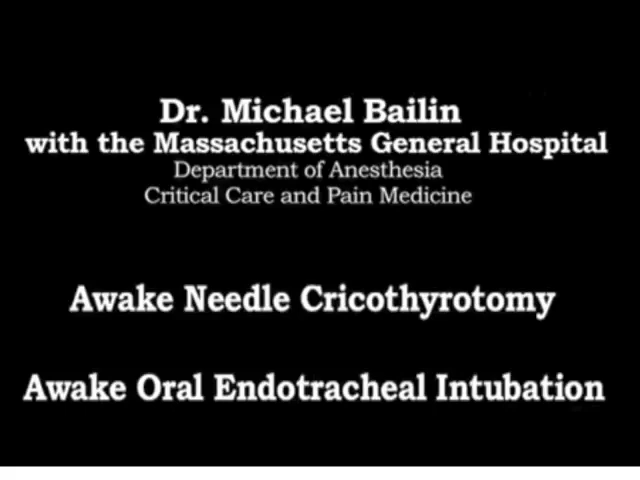 Dr. Michael Bailin
with the Massachusetts General Hospital
Department of Anesthesia
Critical Care and Pain Medicine
Awake Needle Cricothyrotomy
Awake Oral Endotracheal Intubation